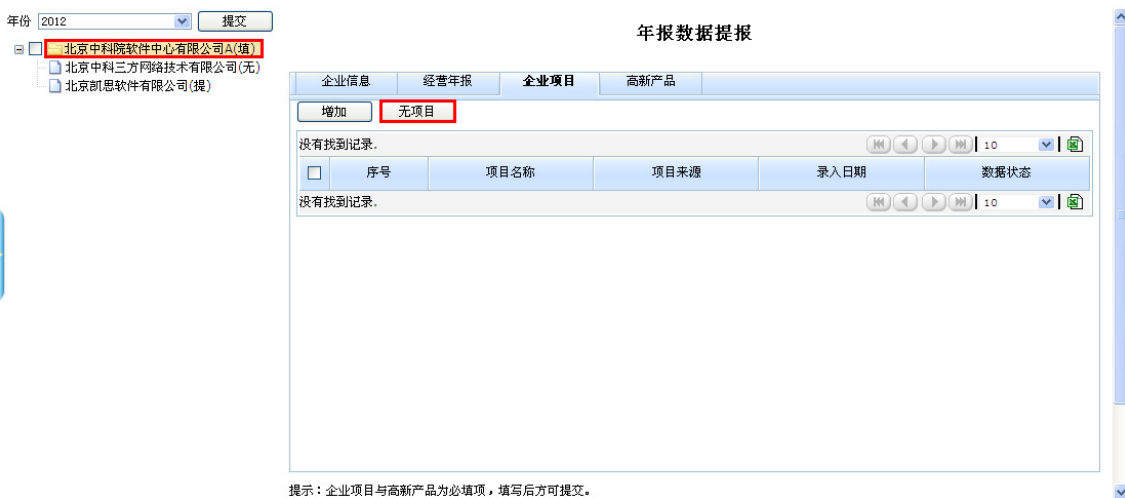 年份 2012 提交
北京中科院软件中心有限公司A(填)
北京中科三方网络技术有限公司(无)
北京凯思软件有限公司(提)
年报数据提报
企业信息 经营年报 企业项目 高新产品
增加 无项目
没有找到记录. 10
序号 项目名称 项目来源 录入日期 数据状态
没有找到记录. 10
提示：企业项目与高新产品为必填项，填写后方可提交。